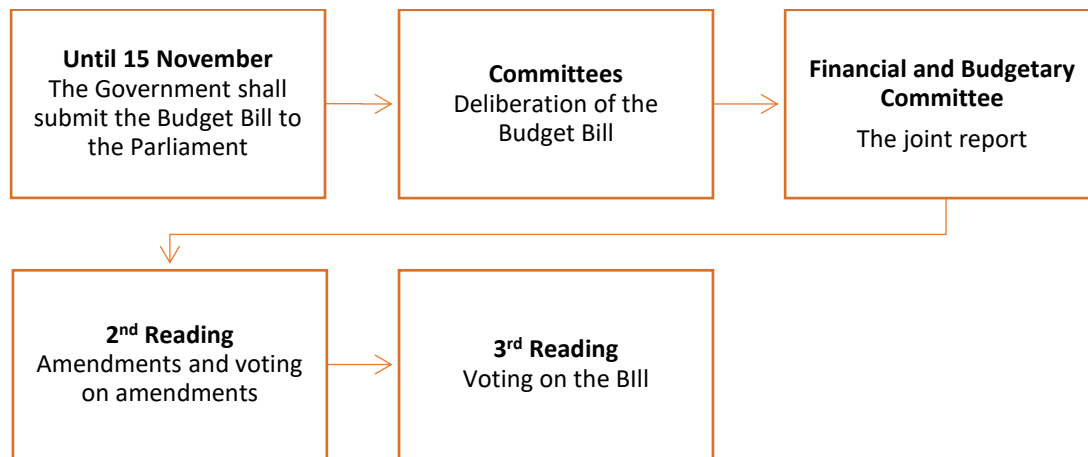 Until 15 November
The Government shall
submit the Budget Bill to
the Parliament
Committees
Deliberation of the
Budget Bill
Financial and Budgetary
Committee
The joint report
2nd Reading
Amendments and voting
on amendments
3rd Reading
Voting on the BIll